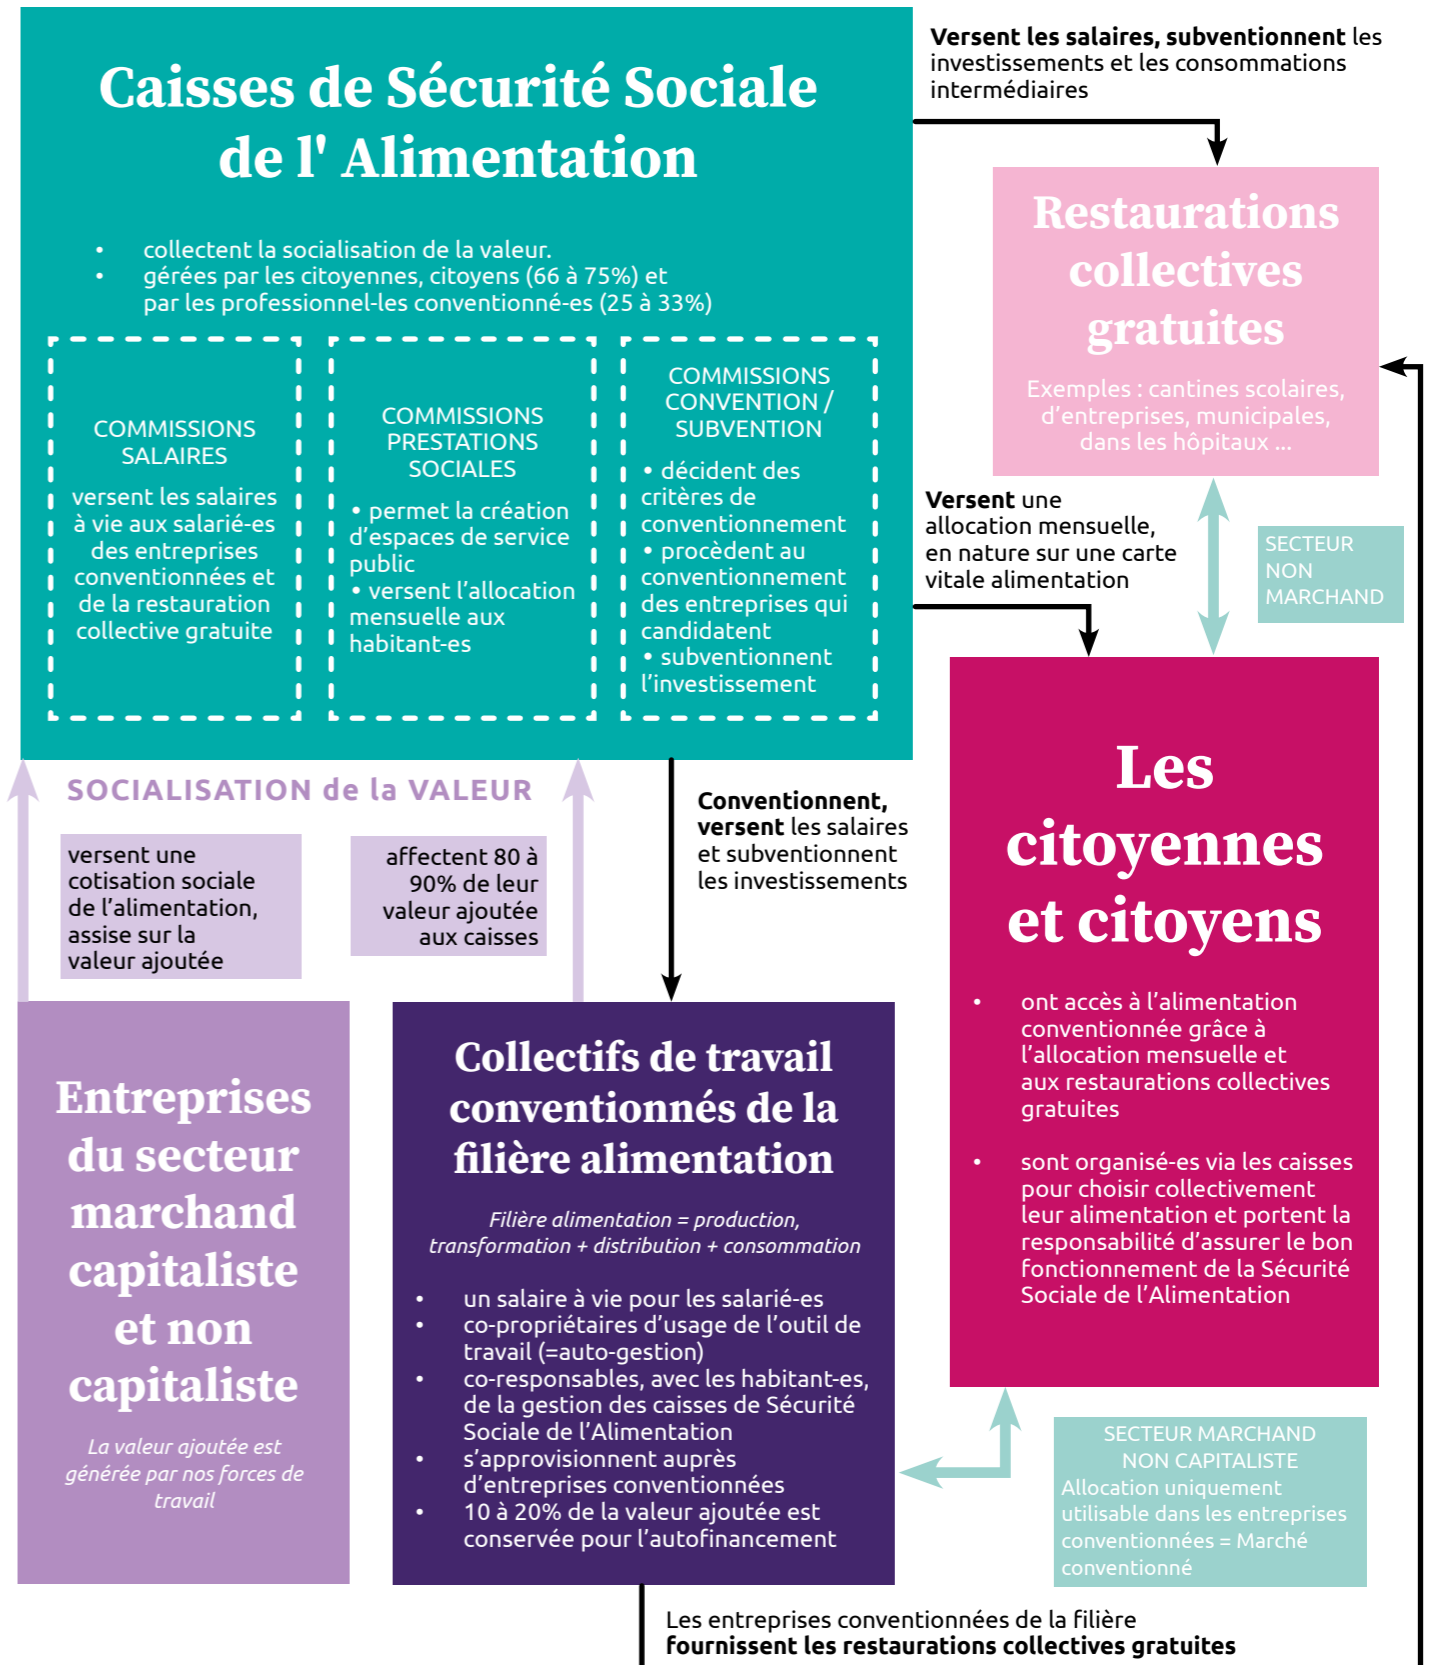 Caisses de Sécurité Sociale
de l' Alimentation
• collectent la socialisation de la valeur.
• gérées par les citoyennes, citoyens (66 à 75%) et
par les professionnel-les conventionné-es (25 à 33%)
COMMISSIONS
SALAIRES
versent les salaires
à vie aux salarié-es
des entreprises
conventionnées et
de la restauration
collective gratuite
COMMISSIONS
PRESTATIONS
SOCIALES
• permet la création
d’espaces de service
public
• versent l’allocation
mensuelle aux
habitant-es
COMMISSIONS
CONVENTION /
SUBVENTION
• décident des
critères de
conventionnement
• procèdent au
conventionnement
des entreprises qui
candidatent
• subventionnent
l’investissement
Versent les salaires, subventionnent les
investissements et les consommations
intermédiaires
Restaurations
collectives
gratuites
Exemples : cantines scolaires,
d’entreprises, municipales,
dans les hôpitaux ...
Versent une
allocation mensuelle,
en nature sur une carte
vitale alimentation
SECTEUR
NON
MARCHAND
SOCIALISATION de la VALEUR
versent une
cotisation sociale
de l’alimentation,
assise sur la
valeur ajoutée
affectent 80 à
90% de leur
valeur ajoutée
aux caisses
Conventionnent,
versent les salaires
et subventionnent
les investissements
Les
citoyennes
et citoyens
• ont accès à l’alimentation
conventionnée grâce à
l’allocation mensuelle et
aux restaurations collectives
gratuites
• sont organisé-es via les caisses
pour choisir collectivement
leur alimentation et portent la
responsabilité d’assurer le bon
fonctionnement de la Sécurité
Sociale de l’Alimentation
Entreprises
du secteur
marchand
capitaliste
et non
capitaliste
La valeur ajoutée est
générée par nos forces de
travail
Collectifs de travail
conventionnés de la
filière alimentation
Filière alimentation = production,
transformation + distribution + consommation
• un salaire à vie pour les salarié-es
• co-propriétaires d’usage de l’outil de
travail (=auto-gestion)
• co-responsables, avec les habitant-es,
de la gestion des caisses de Sécurité
Sociale de l’Alimentation
• s’approvisionnent auprès
d’entreprises conventionnées
• 10 à 20% de la valeur ajoutée est
conservée pour l’autofinancement
SECTEUR MARCHAND
NON CAPITALISTE
Allocation uniquement
utilisable dans les entreprises
conventionnées = Marché
conventionné
Les entreprises conventionnées de la filière
fournissent les restaurations collectives gratuites